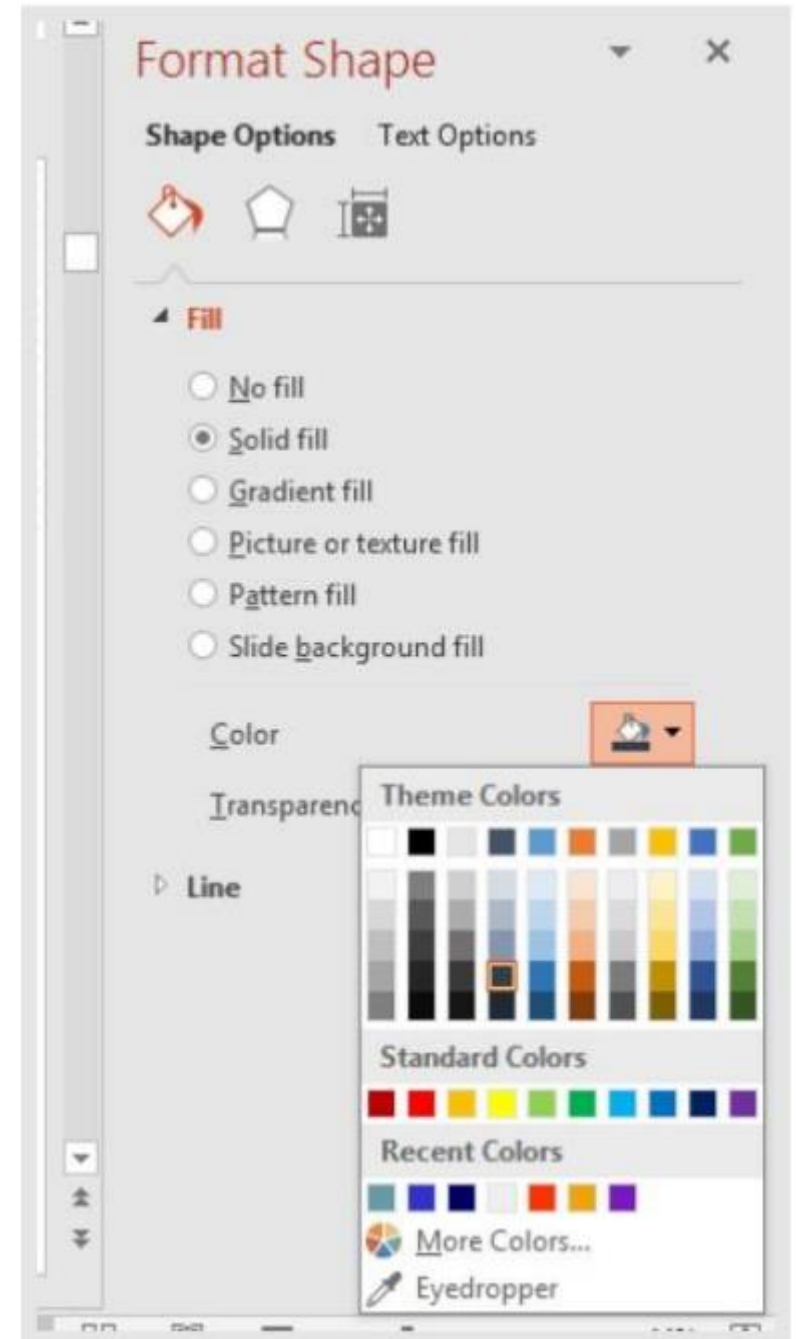 Format Shape
Shape Options Text Options
Fill
No fill
Solid fill
Gradient fill
Picture or texture fill
Pattern fill
Slide background fill
Color
Transparenc
Theme Colors
Line
Standard Colors
Recent Colors
More Colors...
Eyedropper